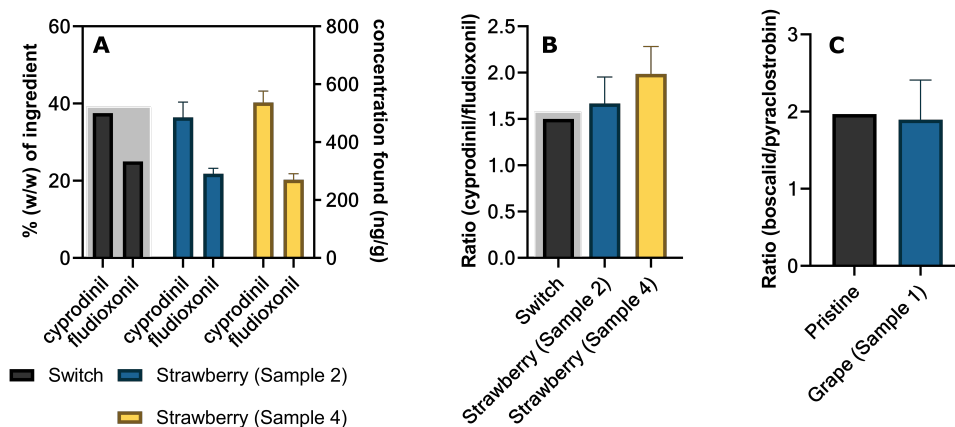 A
% (w/w) of ingredient
60
40
20
0
concentration found (ng/g)
800
600
400
200
0
cyprodinil
fludioxonil
cyprodinil
fludioxonil
cyprodinil
fludioxonil
Switch
Strawberry (Sample 2)
Strawberry (Sample 4)
B
Ratio (cyprodinil/fludioxonil)
2.5
2.0
1.5
1.0
0.5
0.0
Switch
Strawberry (Sample 2)
Strawberry (Sample 4)
C
Ratio (boscalid/pyraclostrobin)
3
2
1
0
Pristine
Grape (Sample 1)